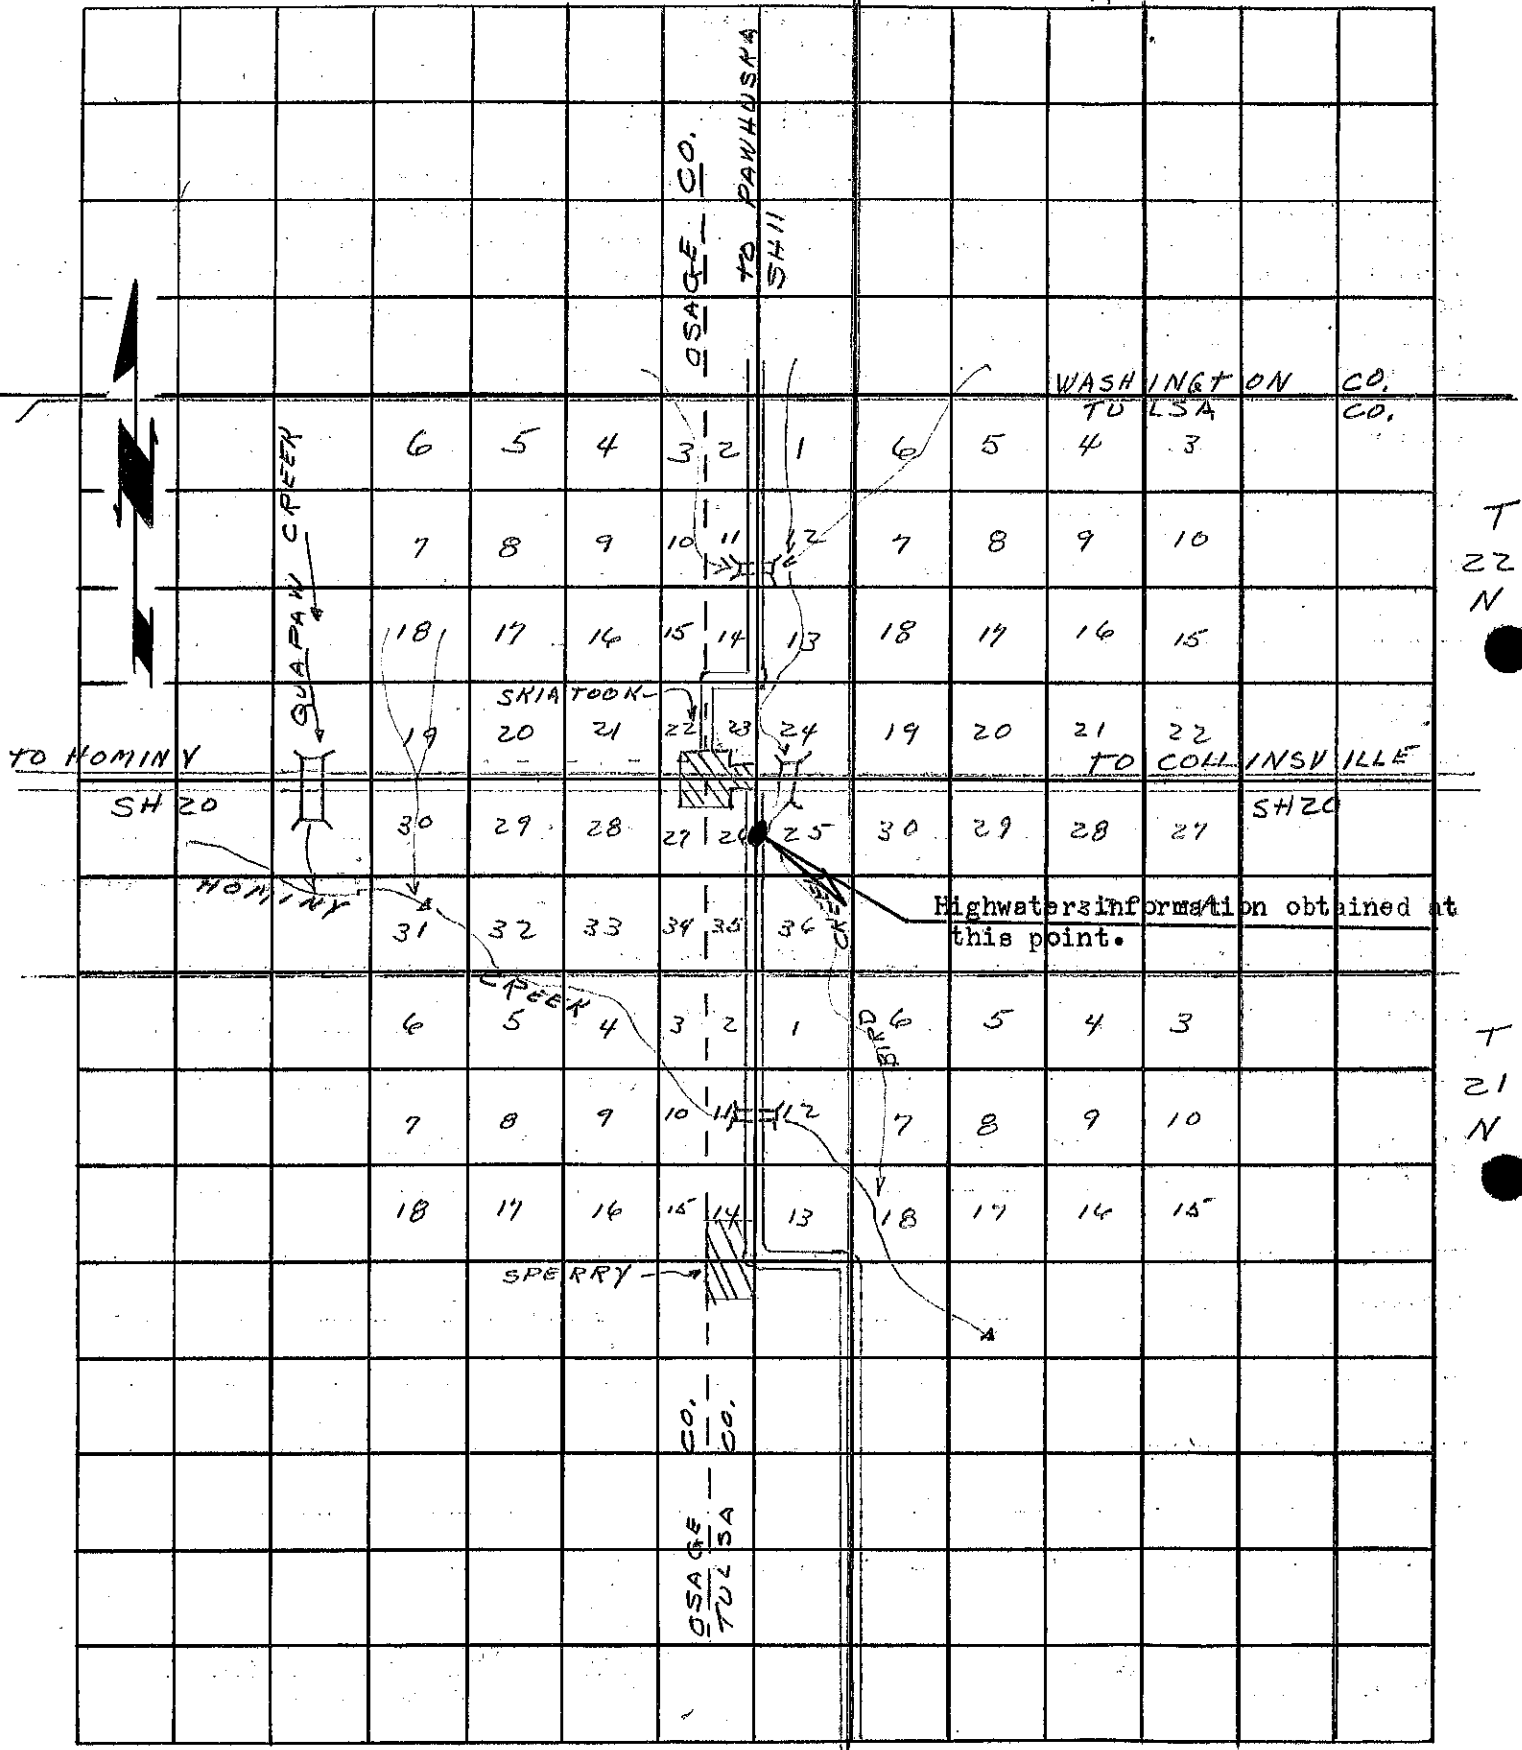 OSAGE CO.
TO PAWHUSKA
SH11
WASHINGTON CO.
TULSA CO.
6 5 4 3 2 1 6 5 4 3
T
22
N
QUAPAW CREEK
7 8 9 10 11 12 7 8 9 10
18 17 16 15 14 13 18 17 16 15
SKIATOOK
19 20 21 22 23 24 19 20 21 22
TO HOMINY
TO COLLINSVILLE
SH 20
SH20
30 29 28 27 26 25 30 29 28 27
HOMINY CREEK
BIRD CREEK
Highwater information obtained at
this point.
31 32 33 34 35 36
6 5 4 3 2 1 6 5 4 3
T
21
N
7 8 9 10 11 12 7 8 9 10
18 17 16 15 14 13 18 17 16 15
SPERRY
OSAGE CO.
TULSA CO.